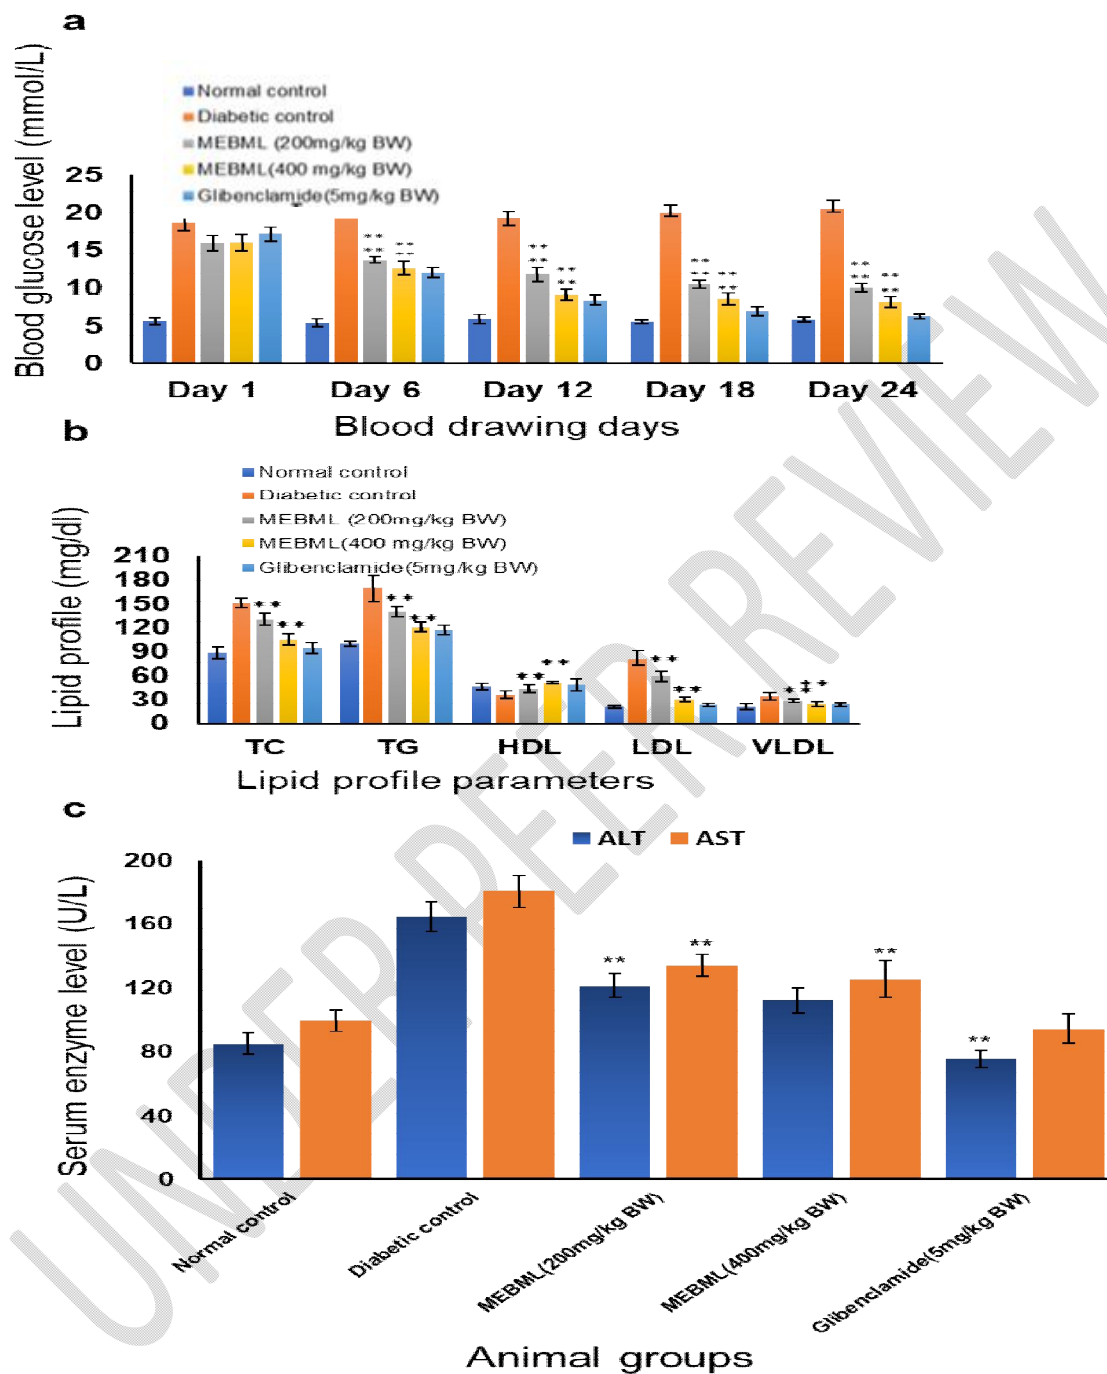 a
Blood glucose level (mmol/L)
Normal control
Diabetic control
MEBML (200mg/kg BW)
MEBML(400 mg/kg BW)
Glibenclamide(5mg/kg BW)
25
20
15
10
5
0
** ** ** ** ** ** ** **
** ** ** ** ** ** ** **
Day 1 Day 6 Day 12 Day 18 Day 24
Blood drawing days
b
Lipid profile (mg/dl)
Normal control
Diabetic control
MEBML (200mg/kg BW)
MEBML(400 mg/kg BW)
Glibenclamide(5mg/kg BW)
210
180
150
120
90
60
30
0
** ** ** ** ** ** ** ** ** **
TC TG HDL LDL VLDL
Lipid profile parameters
c
ALT AST
Serum enzyme level (U/L)
200
160
120
80
40
0
** ** ** **
Normal control
Diabetic control
MEBML(200mg/kg BW)
MEBML(400mg/kg BW)
Glibenclamide(5mg/kg BW)
Animal groups
UNDER PEER REVIEW